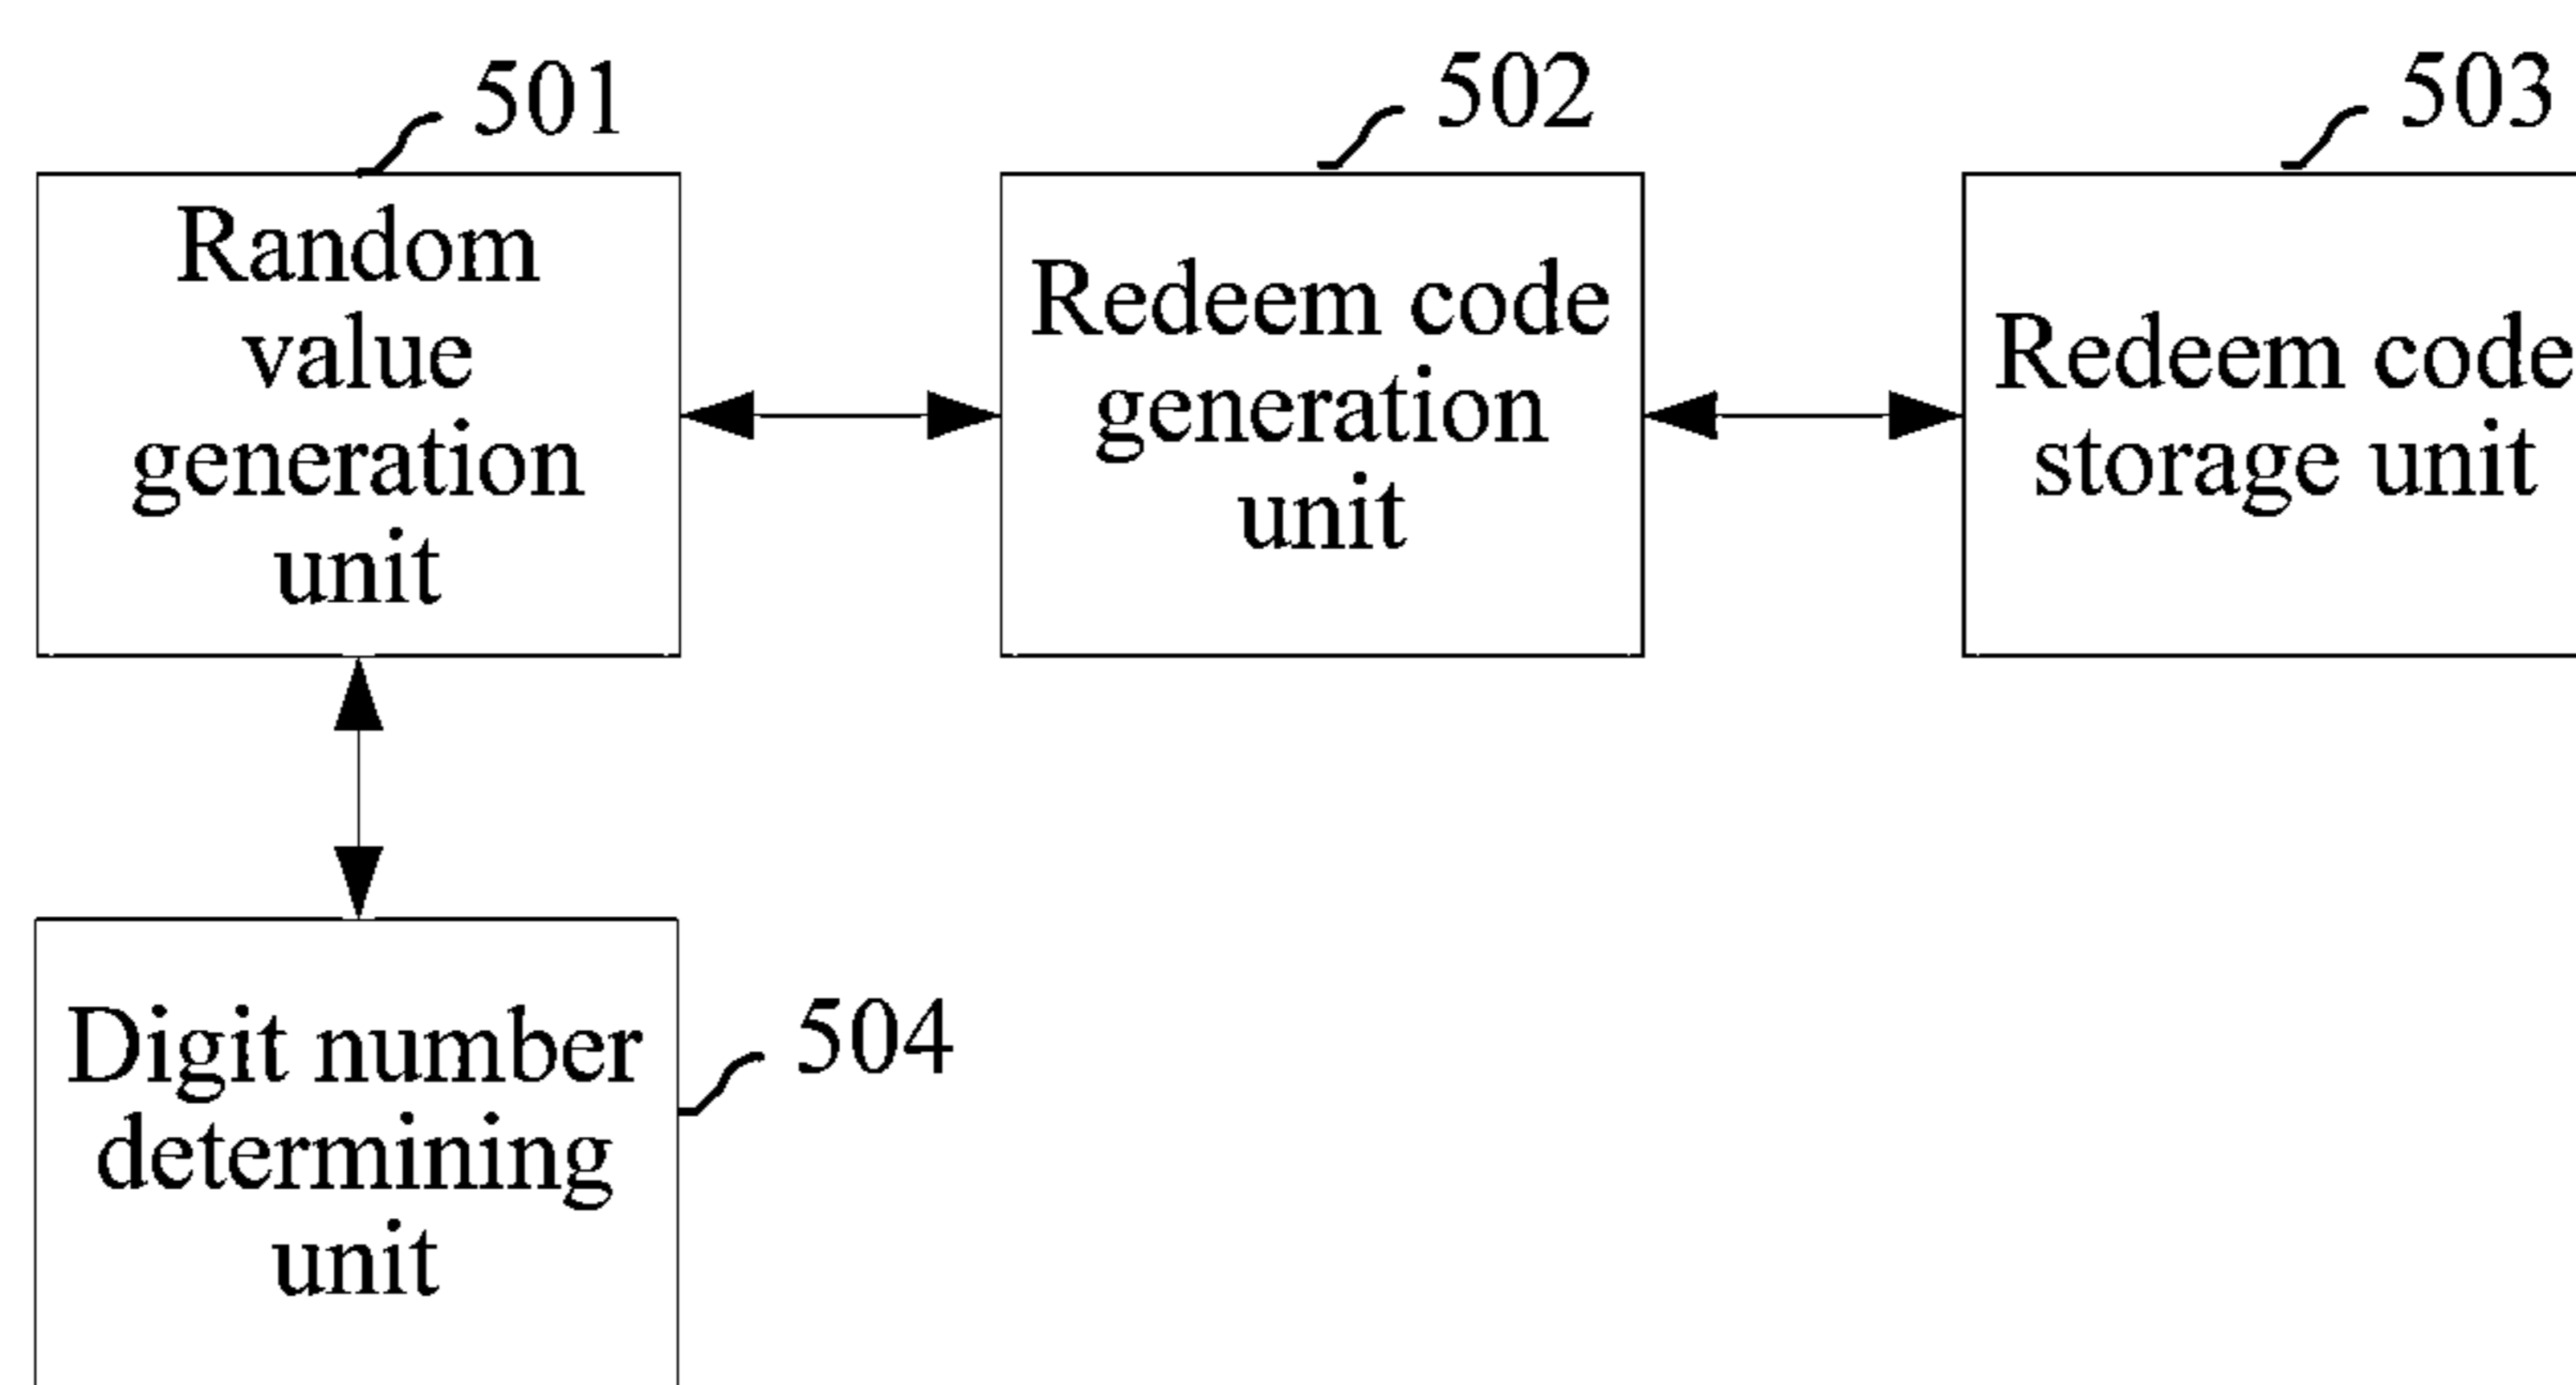 501
Random
value
generation
unit
502
Redeem code
generation
unit
503
Redeem code
storage unit
Digit number
determining
unit
504